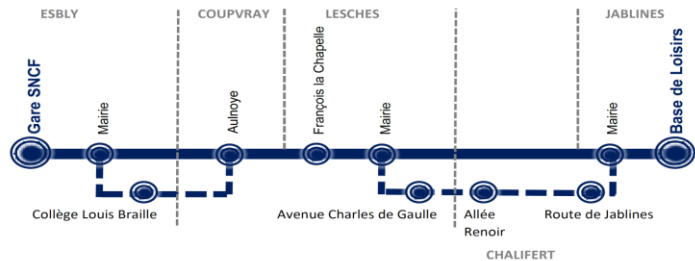 ESBLY
COUPVRAY
LESCHES
JABLINES
Gare SNCF
Mairie
Aulnoye
François la Chapelle
Mairie
Mairie
Base de Loisirs
Collège Louis Braille
Avenue Charles de Gaulle
Allée
Renoir
Route de Jablines
CHALIFERT